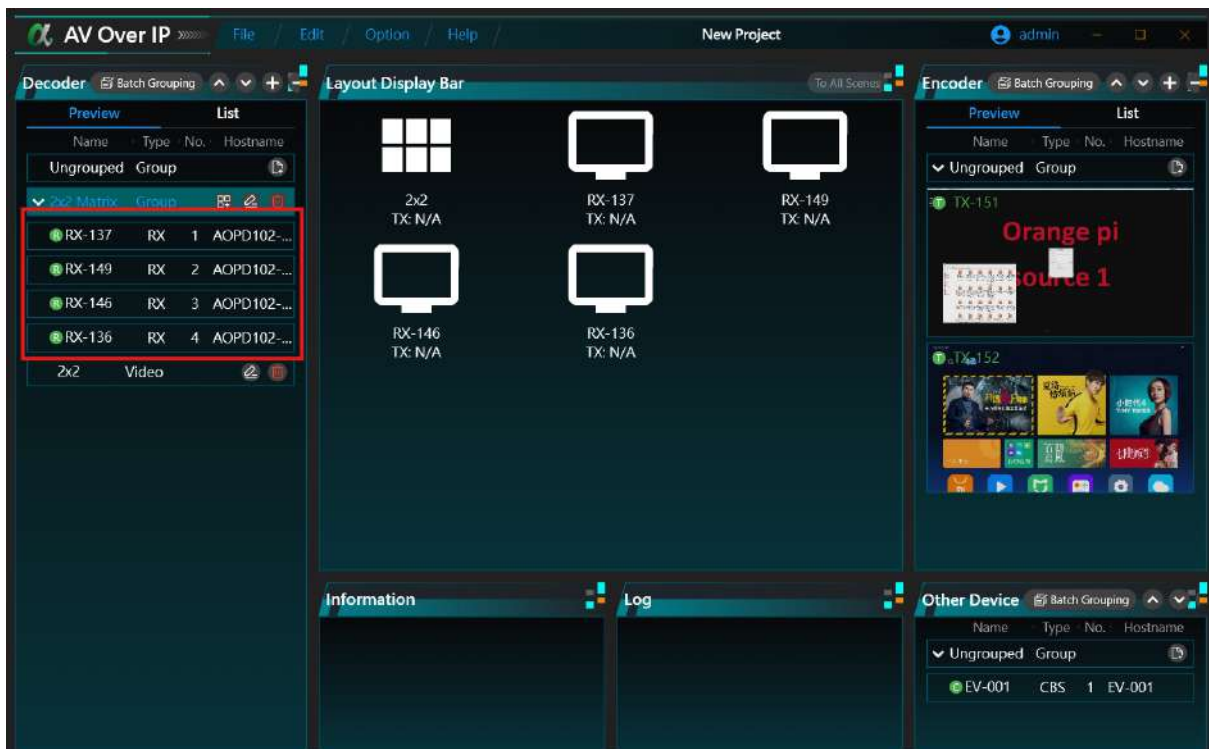 AV Over IP File / Edit / Option / Help / New Project admin
Decoder Batch Grouping
Preview List
Name Type No. Hostname
Ungrouped Group
2x2 Matrix Group
RX-137 RX 1 AOPD102-...
RX-149 RX 2 AOPD102-...
RX-146 RX 3 AOPD102-...
RX-136 RX 4 AOPD102-...
2x2 Video
Layout Display Bar To All Scenes
2x2
TX: N/A
RX-137
TX: N/A
RX-149
TX: N/A
RX-146
TX: N/A
RX-136
TX: N/A
Information
Log
Encoder Batch Grouping
Preview List
Name Type No. Hostname
Ungrouped Group
TX-151
Orange pi
source 1
TX-152
Other Device Batch Grouping
Name Type No. Hostname
Ungrouped Group
EV-001 CBS 1 EV-001